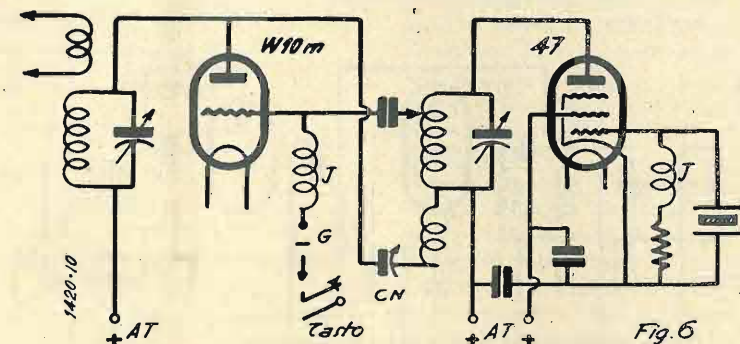 W10m
47
J
J
G
CN
1420-10
+ AT
Tasto
+ AT
+
Fig. 6